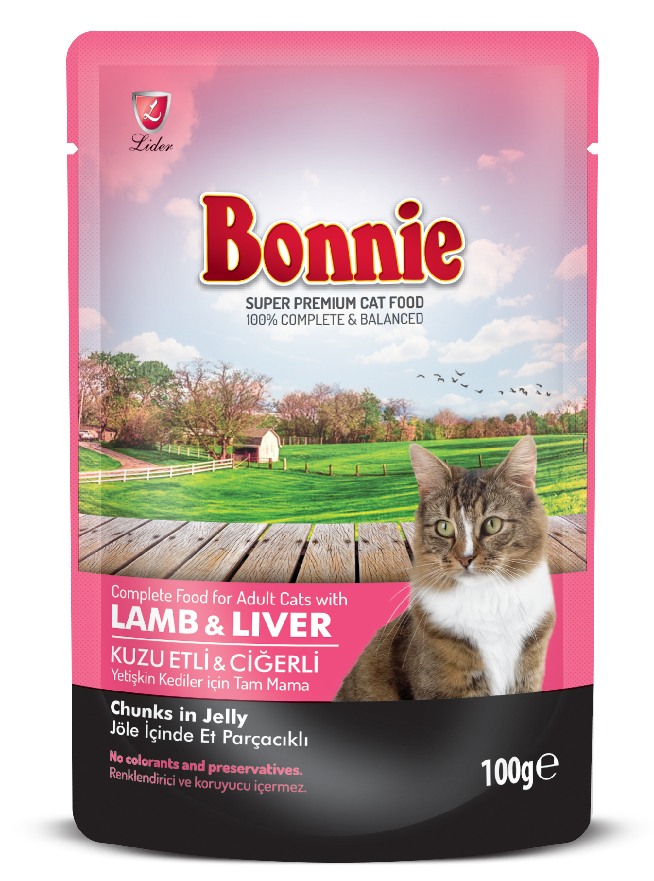 L
Lider
Bonnie
SUPER PREMIUM CAT FOOD
100% COMPLETE & BALANCED
Complete Food for Adult Cats with
LAMB & LIVER
KUZU ETLİ & CİĞERLİ
Yetişkin Kediler için Tam Mama
Chunks in Jelly
Jöle İçinde Et Parçacıklı
No colorants and preservatives.
Renklendirici ve koruyucu içermez.
100g℮